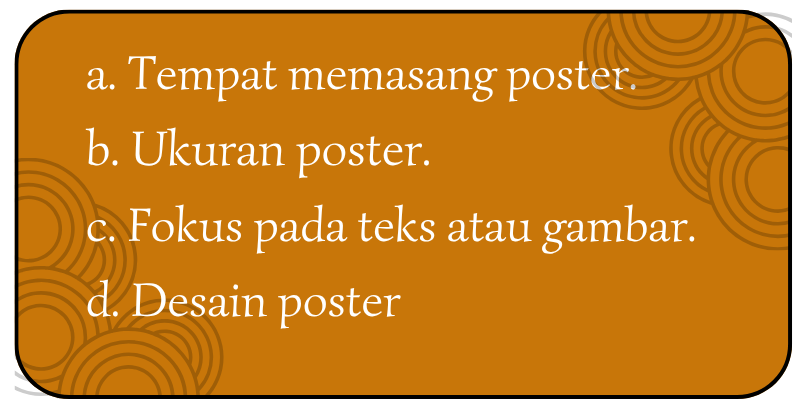 a. Tempat memasang poster.
b. Ukuran poster.
c. Fokus pada teks atau gambar.
d. Desain poster